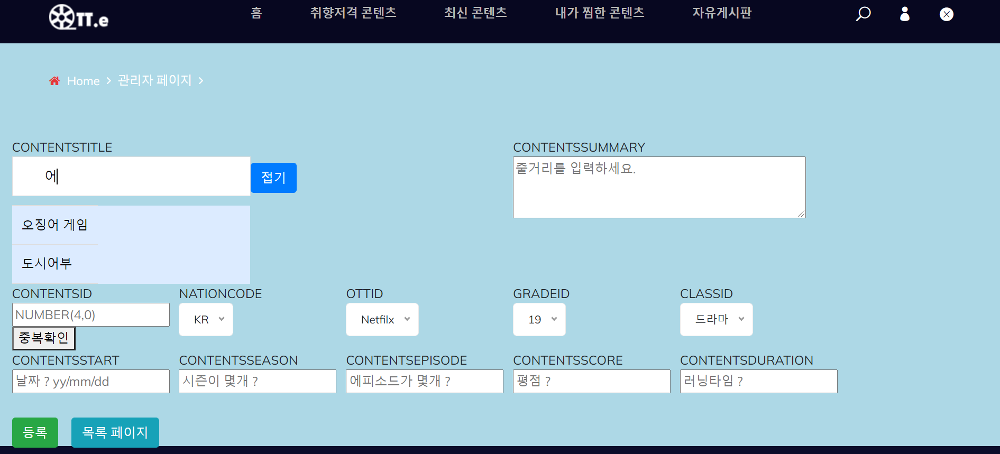 TT.e 홈 취향저격 콘텐츠 최신 콘텐츠 내가 찜한 콘텐츠 자유게시판
Home 관리자 페이지
CONTENTSTITLE
에
접기
오징어 게임
도시어부
CONTENTSSUMMARY
줄거리를 입력하세요.
CONTENTSID NATIONCODE OTTID GRADEID CLASSID
NUMBER(4,0) KR Netfilx 19 드라마
중복확인
CONTENTSSTART CONTENTSSEASON CONTENTSEPISODE CONTENTSSCORE CONTENTSDURATION
날짜 ? yy/mm/dd 시즌이 몇개 ? 에피소드가 몇개 ? 평점 ? 러닝타임 ?
등록 목록 페이지